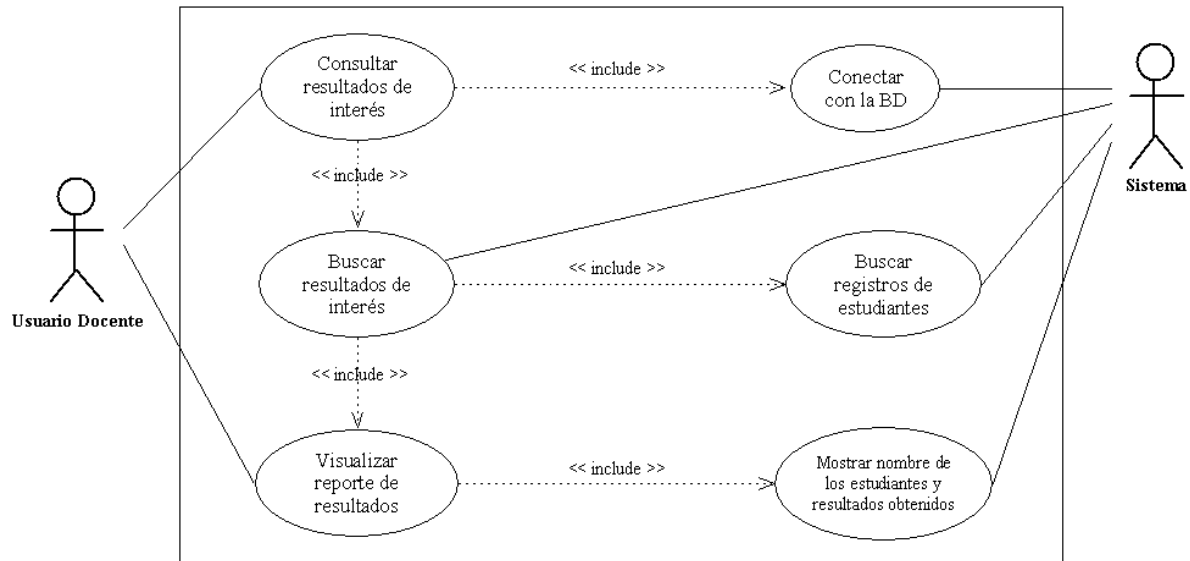 Consultar
resultados de
interés
<< include >>
Conectar
con la BD
Sistema
<< include >>
Usuario Docente
Buscar
resultados de
interés
<< include >>
Buscar
registros de
estudiantes
<< include >>
Visualizar
reporte de
resultados
<< include >>
Mostrar nombre de
los estudiantes y
resultados obtenidos